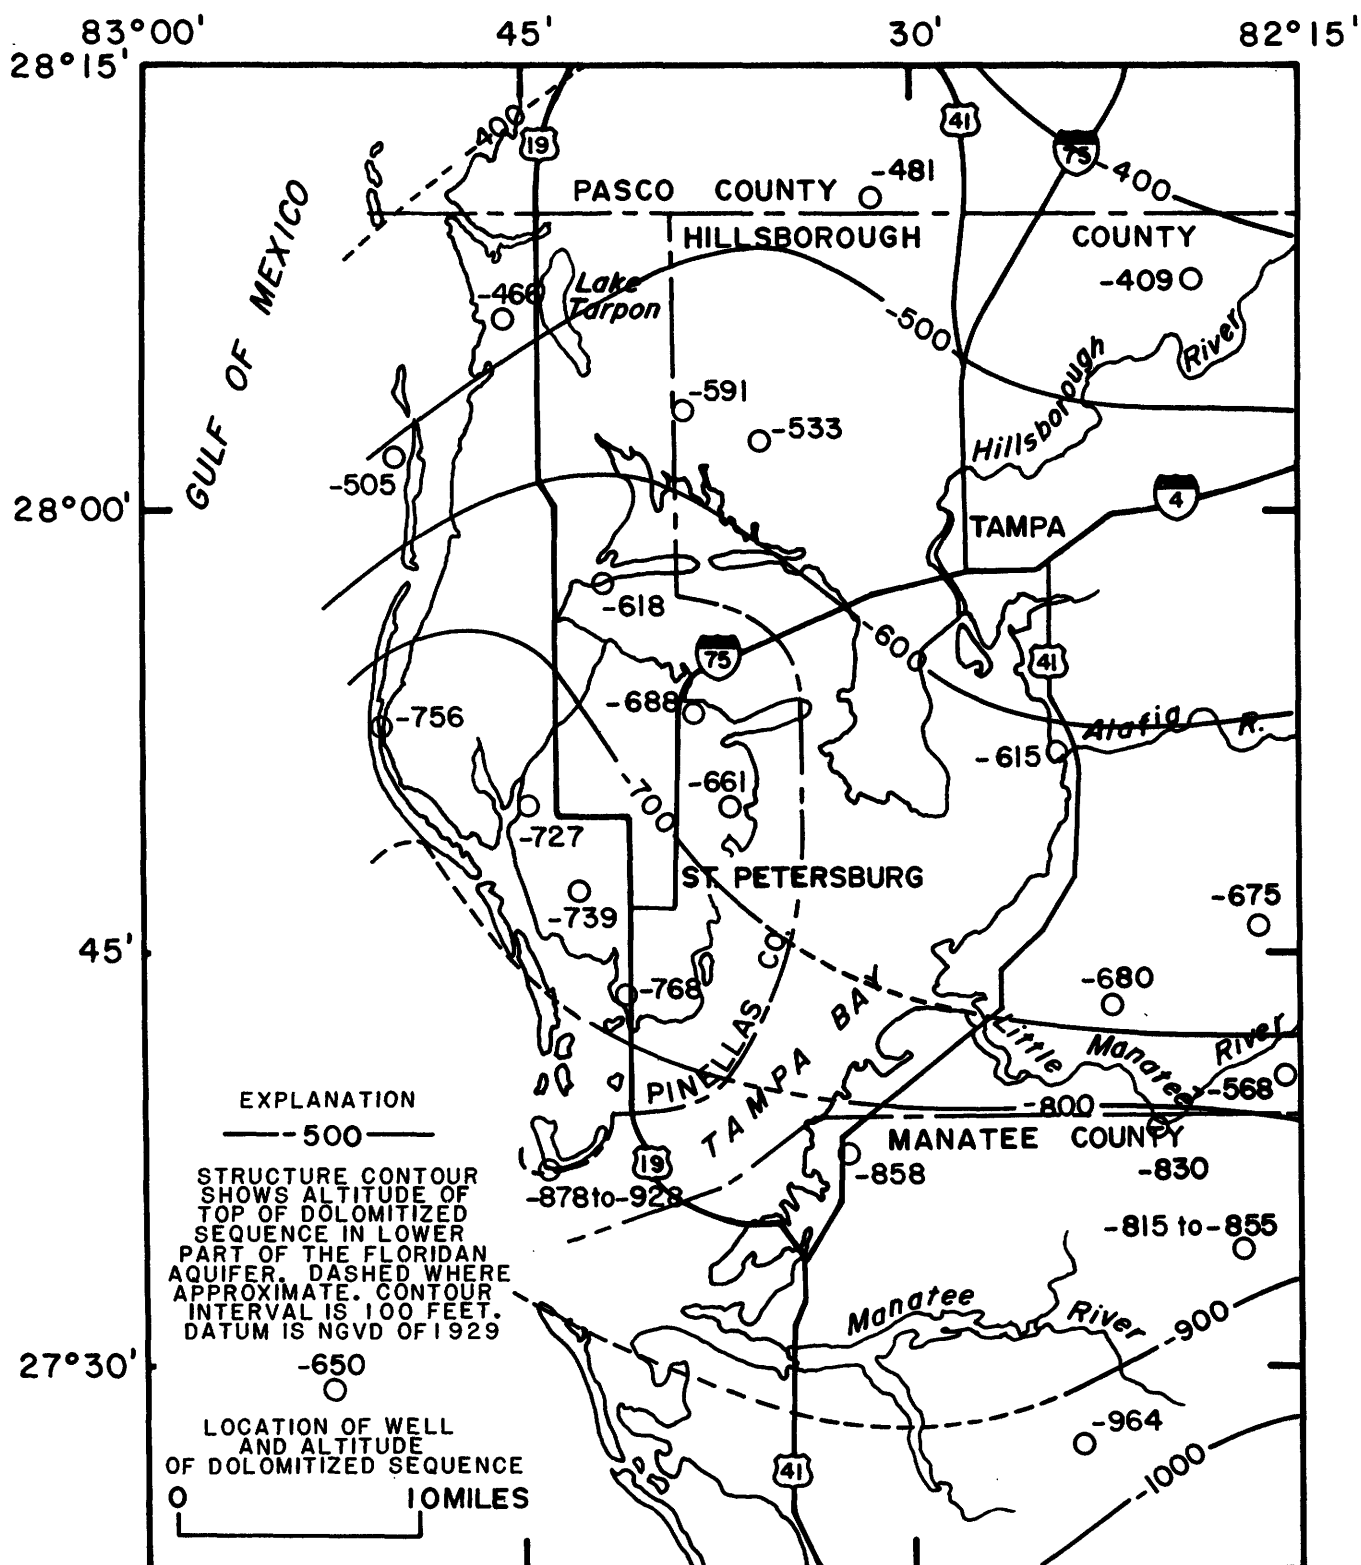 83°00' 45' 30' 82°15'
28°15'
400
19
41
75
-481
-400
PASCO COUNTY
HILLSBOROUGH COUNTY
GULF OF MEXICO
-409
-466
Lake
Tarpon
-500
Hillsborough River
-591
-533
-505
28°00'
4
TAMPA
-618
-600
75
41
-688
-756
Alafia R.
-615
-661
-700
-727
ST. PETERSBURG
-739
-675
45'
-768
-680
PINELLAS CO.
TAMPA BAY
Little Manatee River
-568
-800
MANATEE COUNTY
-830
19
-858
-878 to -928
-815 to -855
EXPLANATION
-500
STRUCTURE CONTOUR
SHOWS ALTITUDE OF
TOP OF DOLOMITIZED
SEQUENCE IN LOWER
PART OF THE FLORIDAN
AQUIFER. DASHED WHERE
APPROXIMATE. CONTOUR
INTERVAL IS 100 FEET.
DATUM IS NGVD OF 1929
Manatee River
-900
27°30'
-650
LOCATION OF WELL
AND ALTITUDE
OF DOLOMITIZED SEQUENCE
-964
-1000
41
0 10 MILES